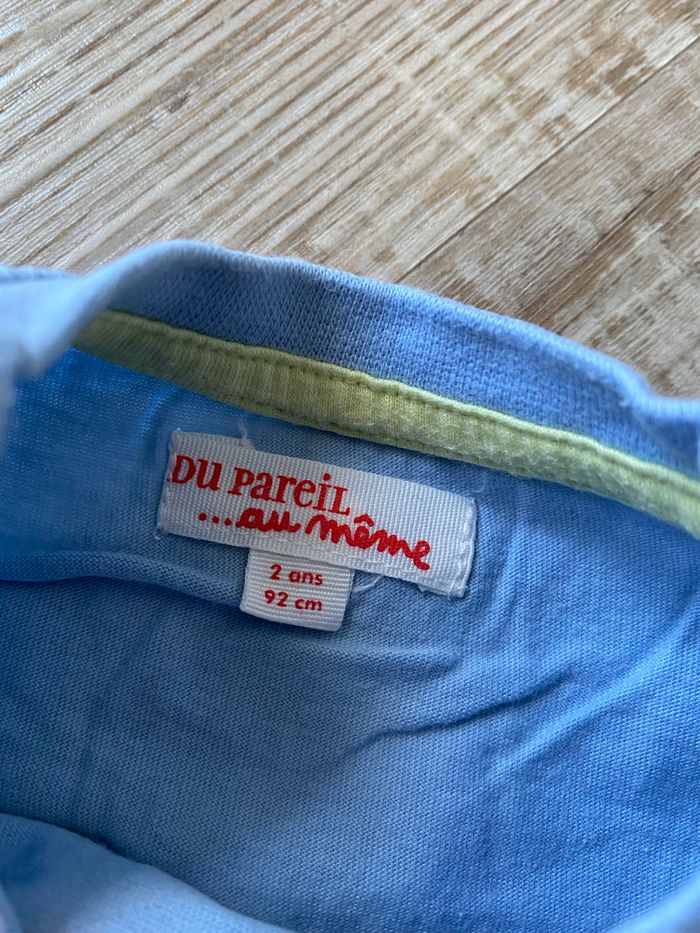 DU PareiL
...au même
2 ans
92 cm